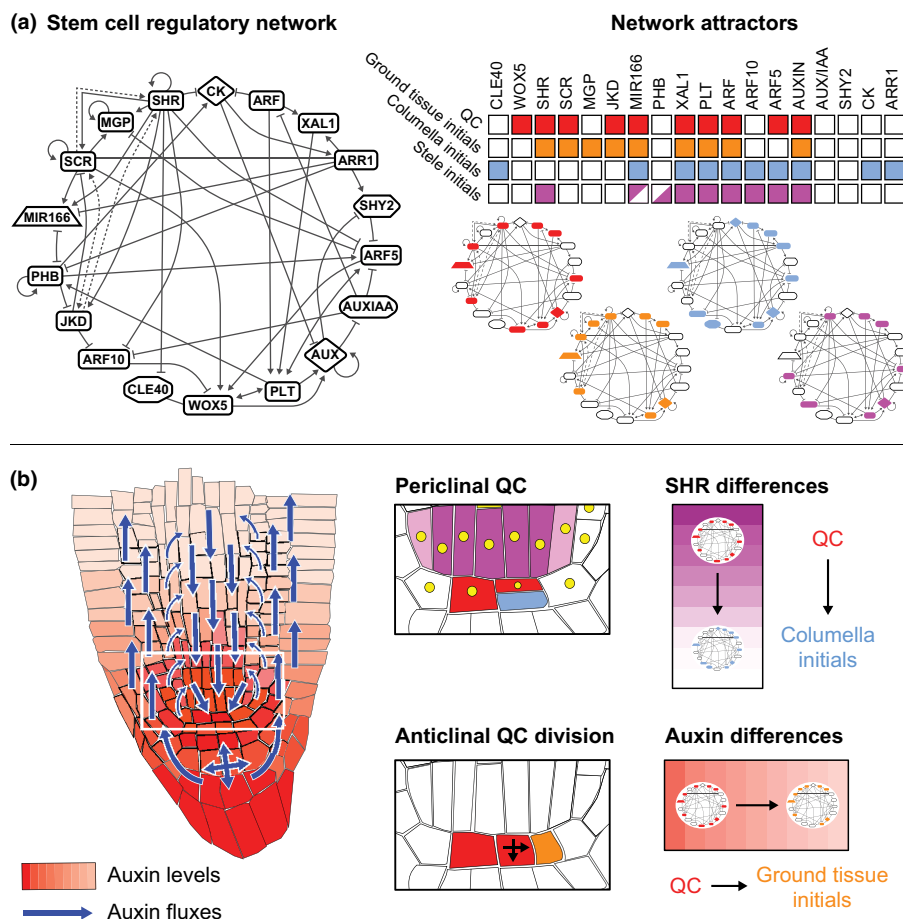 (a) Stem cell regulatory network
Network attractors
CK
SHR
ARF
MGP
XAL1
SCR
ARR1
MIR166
SHY2
ARF5
PHB
AUXIAA
JKD
ARF10
AUX
CLE40
PLT
WOX5
CLE40
WOX5
SHR
SCR
MGP
JKD
MIR166
PHB
XAL1
PLT
ARF
ARF10
ARF5
AUXIN
AUX/IAA
SHY2
CK
ARR1
QC
Ground tissue initials
Columella initials
Stele initials
(b)
Periclinal QC
SHR differences
QC
Columella
initials
Anticlinal QC division
Auxin differences
QC
Ground tissue
initials
Auxin levels
Auxin fluxes